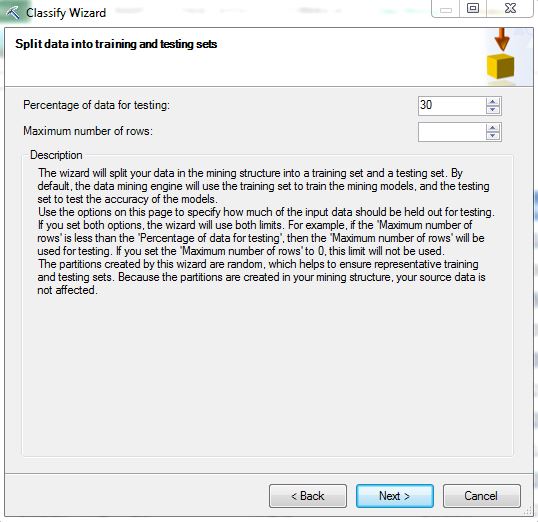 Classify Wizard
Split data into training and testing sets
Percentage of data for testing:
30
Maximum number of rows:
Description
The wizard will split your data in the mining structure into a training set and a testing set. By
default, the data mining engine will use the training set to train the mining models, and the testing
set to test the accuracy of the models.
Use the options on this page to specify how much of the input data should be held out for testing.
If you set both options, the wizard will use both limits. For example, if the 'Maximum number of
rows' is less than the 'Percentage of data for testing', then the 'Maximum number of rows' will be
used for testing. If you set the 'Maximum number of rows' to 0, this limit will not be used.
The partitions created by this wizard are random, which helps to ensure representative training
and testing sets. Because the partitions are created in your mining structure, your source data is
not affected.
< Back
Next >
Cancel